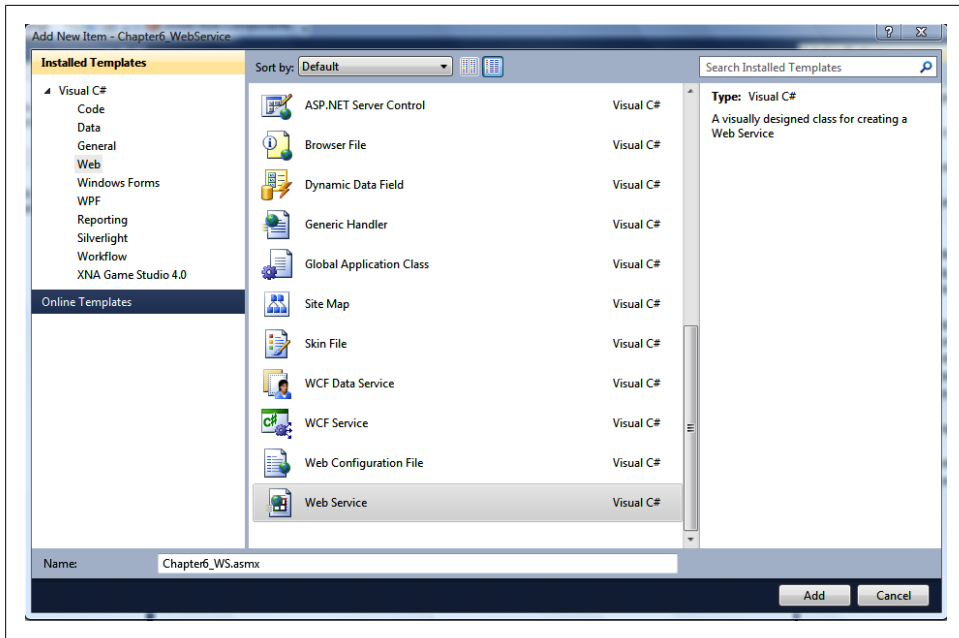 Add New Item - Chapter6_WebService
Installed Templates
Visual C#
Code
Data
General
Web
Windows Forms
WPF
Reporting
Silverlight
Workflow
XNA Game Studio 4.0
Online Templates
Sort by: Default
ASP.NET Server Control Visual C#
Browser File Visual C#
Dynamic Data Field Visual C#
Generic Handler Visual C#
Global Application Class Visual C#
Site Map Visual C#
Skin File Visual C#
WCF Data Service Visual C#
WCF Service Visual C#
Web Configuration File Visual C#
Web Service Visual C#
Search Installed Templates
Type: Visual C#
A visually designed class for creating a
Web Service
Name: Chapter6_WS.asmx
Add Cancel